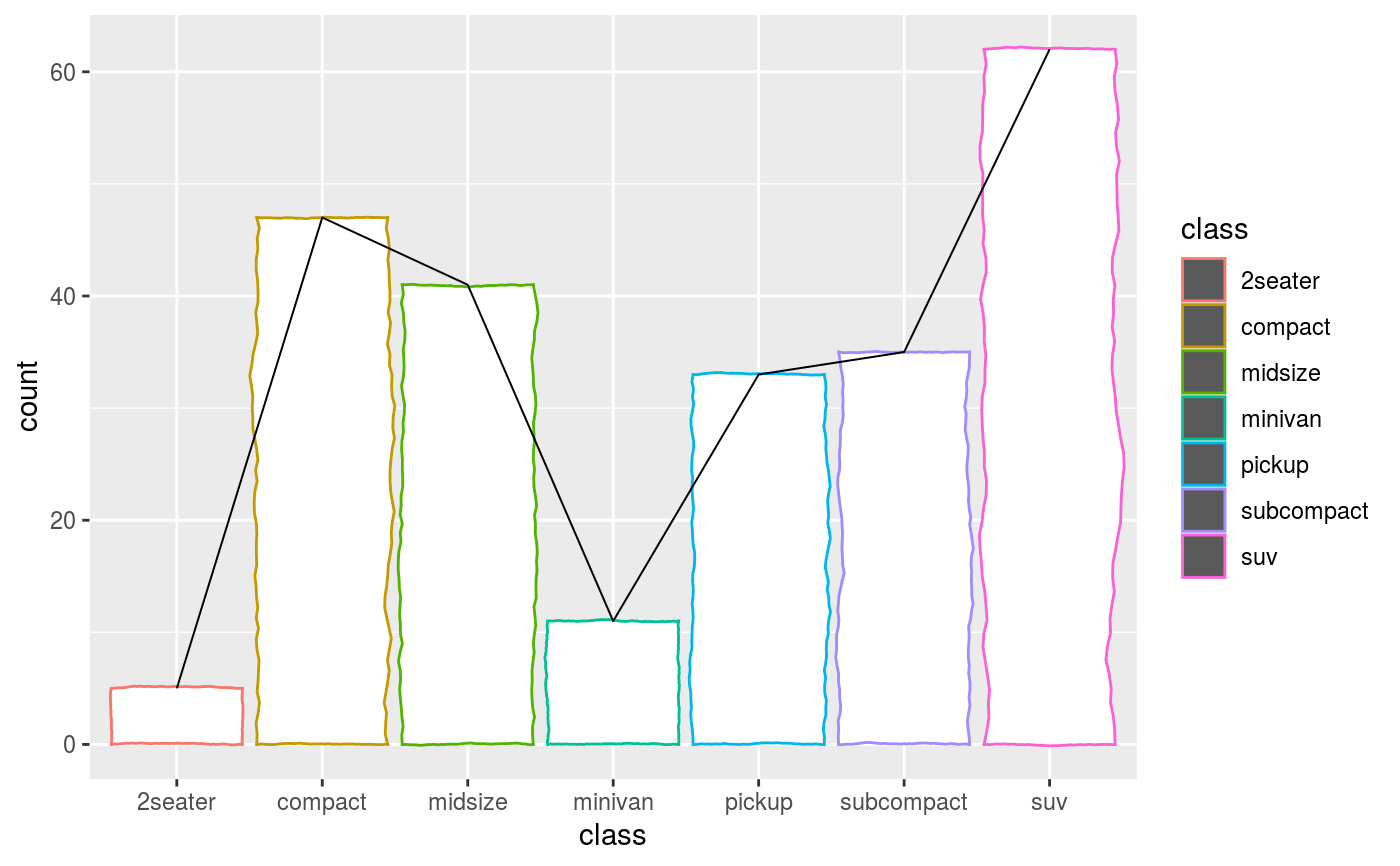 count
60
40
20
0
2seater compact midsize minivan pickup subcompact suv
class
class
2seater
compact
midsize
minivan
pickup
subcompact
suv